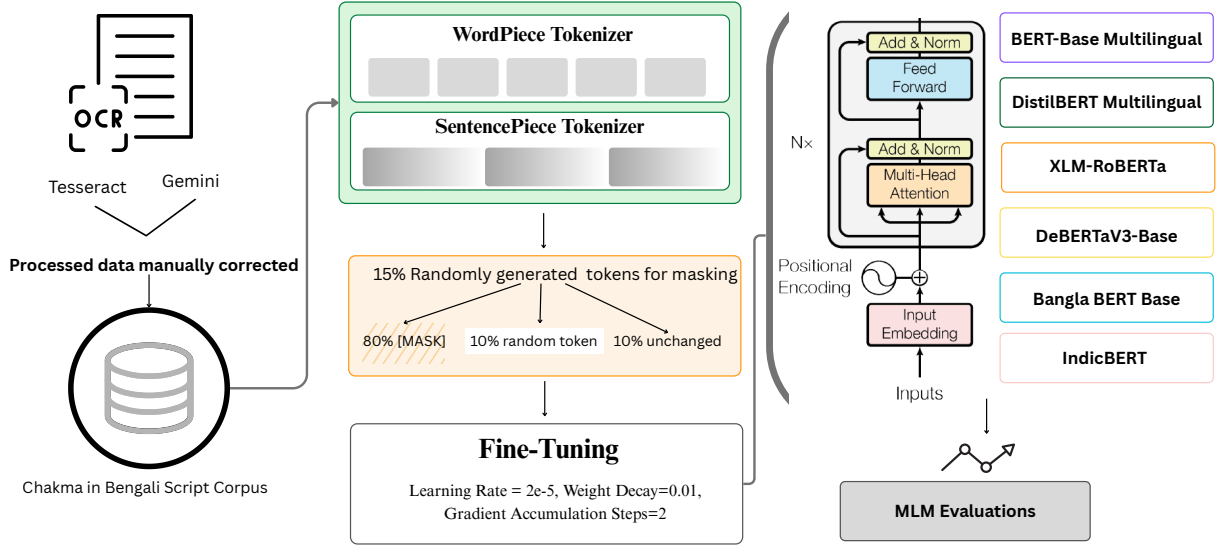 OCR
Tesseract
Gemini
Processed data manually corrected
Chakma in Bengali Script Corpus
WordPiece Tokenizer
SentencePiece Tokenizer
15% Randomly generated tokens for masking
80% [MASK]
10% random token
10% unchanged
Fine-Tuning
Learning Rate = 2e-5, Weight Decay=0.01,
Gradient Accumulation Steps=2
Add & Norm
Feed
Forward
N×
Add & Norm
Multi-Head
Attention
Positional
Encoding
Input
Embedding
Inputs
BERT-Base Multilingual
DistilBERT Multilingual
XLM-RoBERTa
DeBERTaV3-Base
Bangla BERT Base
IndicBERT
MLM Evaluations